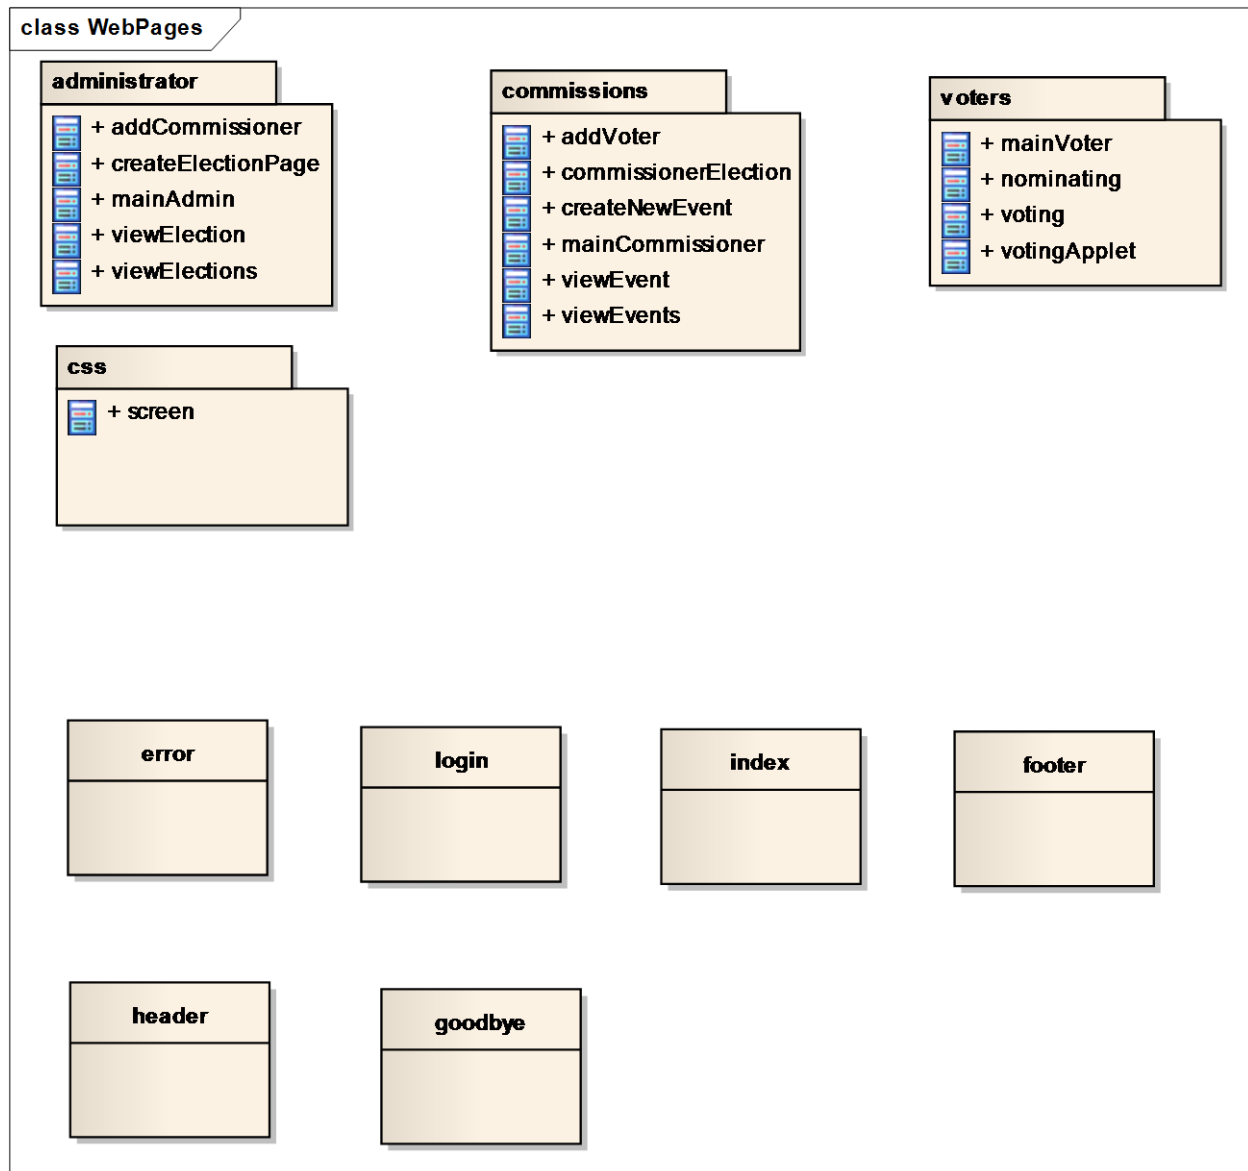 class WebPages
administrator
+ addCommissioner
+ createElectionPage
+ mainAdmin
+ viewElection
+ viewElections
commissions
+ addVoter
+ commissionerElection
+ createNewEvent
+ mainCommissioner
+ viewEvent
+ viewEvents
voters
+ mainVoter
+ nominating
+ voting
+ votingApplet
css
+ screen
error
login
index
footer
header
goodbye